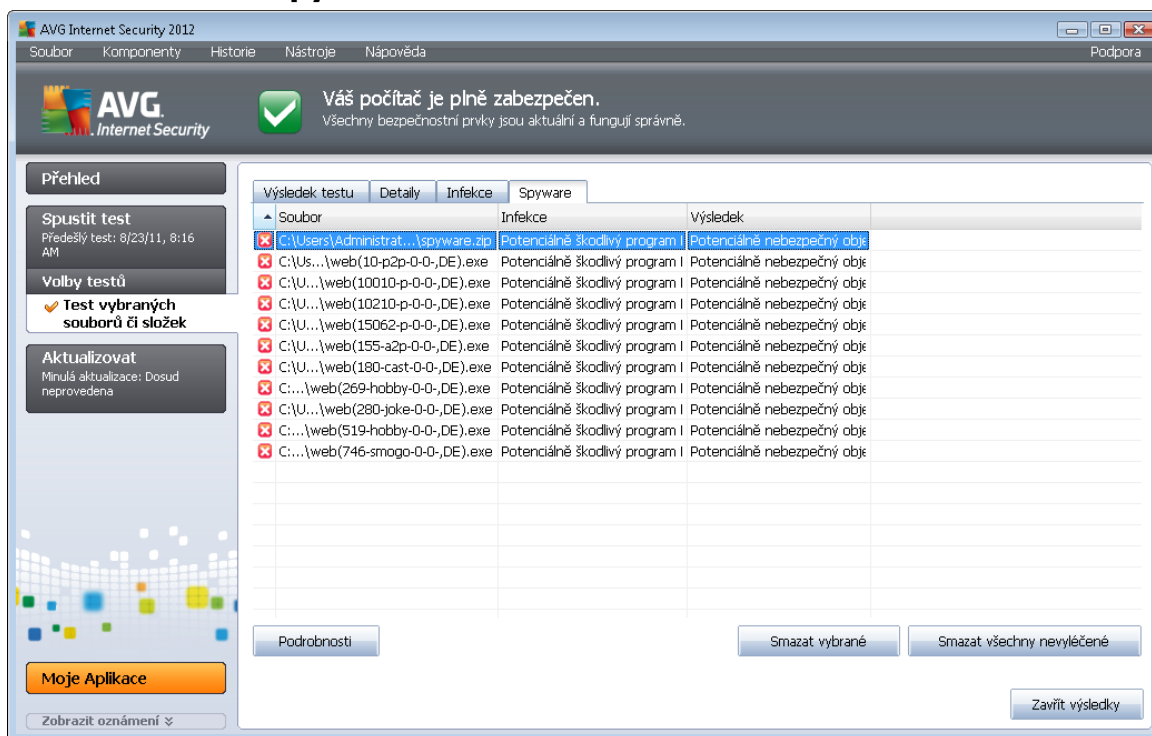 AVG Internet Security 2012
Soubor Komponenty Historie Nástroje Nápověda Podpora
AVG.
Internet Security
Váš počítač je plně zabezpečen.
Všechny bezpečnostní prvky jsou aktuální a fungují správně.
Přehled
Spustit test
Předešlý test: 8/23/11, 8:16
AM
Volby testů
Test vybraných
souborů či složek
Aktualizovat
Minulá aktualizace: Dosud
neprovedena
Moje Aplikace
Zobrazit oznámení
Výsledek testu Detaily Infekce Spyware
Soubor Infekce Výsledek
C:\Users\Administrat...\spyware.zip Potenciálně škodlivý program Potenciálně nebezpečný obje
C:\Us...\web(10-p2p-0-0-,DE).exe Potenciálně škodlivý program Potenciálně nebezpečný obje
C:\U...\web(10010-p-0-0-,DE).exe Potenciálně škodlivý program Potenciálně nebezpečný obje
C:\U...\web(10210-p-0-0-,DE).exe Potenciálně škodlivý program Potenciálně nebezpečný obje
C:\U...\web(15062-p-0-0-,DE).exe Potenciálně škodlivý program Potenciálně nebezpečný obje
C:\U...\web(155-a2p-0-0-,DE).exe Potenciálně škodlivý program Potenciálně nebezpečný obje
C:\U...\web(180-cast-0-0-,DE).exe Potenciálně škodlivý program Potenciálně nebezpečný obje
C:...\web(269-hobby-0-0-,DE).exe Potenciálně škodlivý program Potenciálně nebezpečný obje
C:\U...\web(280-joke-0-0-,DE).exe Potenciálně škodlivý program Potenciálně nebezpečný obje
C:...\web(519-hobby-0-0-,DE).exe Potenciálně škodlivý program Potenciálně nebezpečný obje
C:...\web(746-smogo-0-0-,DE).exe Potenciálně škodlivý program Potenciálně nebezpečný obje
Podrobnosti Smazat vybrané Smazat všechny nevyléčené
Zavřít výsledky